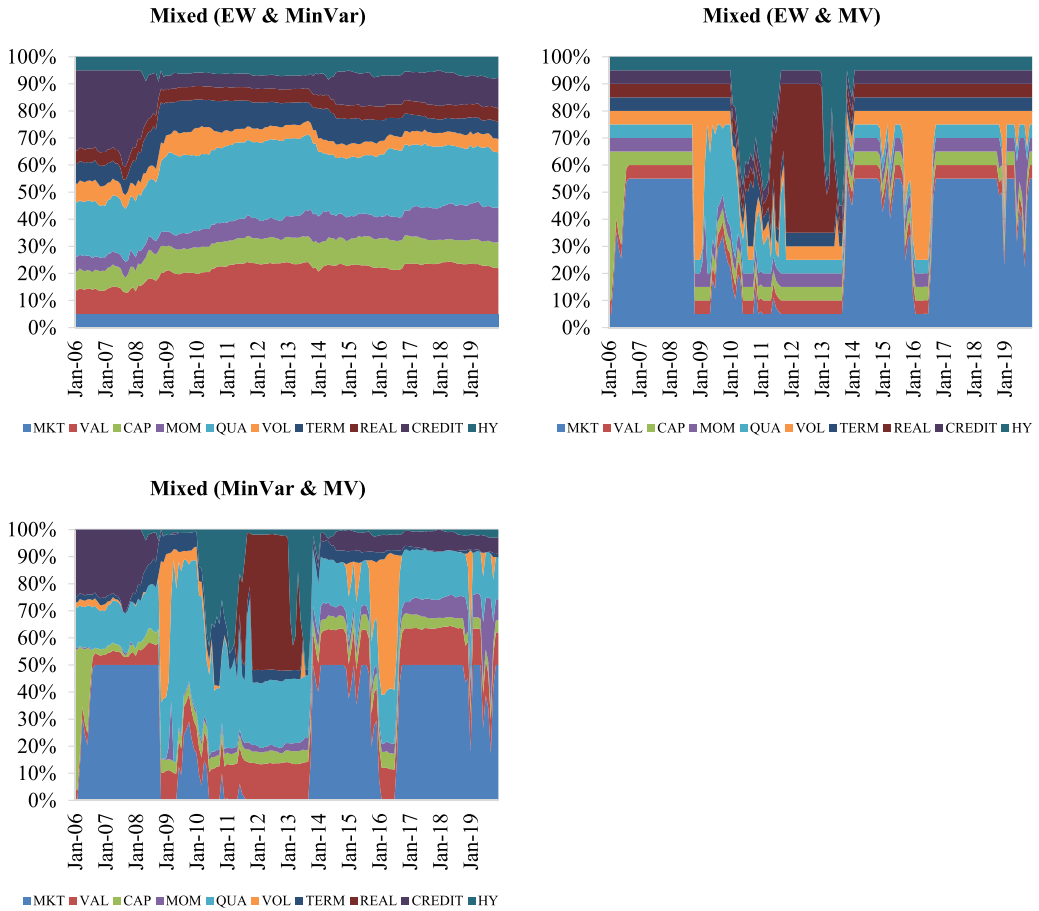 Mixed (EW & MinVar)
100%
90%
80%
70%
60%
50%
40%
30%
20%
10%
0%
Jan-06
Jan-07
Jan-08
Jan-09
Jan-10
Jan-11
Jan-12
Jan-13
Jan-14
Jan-15
Jan-16
Jan-17
Jan-18
Jan-19
MKT VAL CAP MOM QUA VOL TERM REAL CREDIT HY
Mixed (EW & MV)
100%
90%
80%
70%
60%
50%
40%
30%
20%
10%
0%
Jan-06
Jan-07
Jan-08
Jan-09
Jan-10
Jan-11
Jan-12
Jan-13
Jan-14
Jan-15
Jan-16
Jan-17
Jan-18
Jan-19
MKT VAL CAP MOM QUA VOL TERM REAL CREDIT HY
Mixed (MinVar & MV)
100%
90%
80%
70%
60%
50%
40%
30%
20%
10%
0%
Jan-06
Jan-07
Jan-08
Jan-09
Jan-10
Jan-11
Jan-12
Jan-13
Jan-14
Jan-15
Jan-16
Jan-17
Jan-18
Jan-19
MKT VAL CAP MOM QUA VOL TERM REAL CREDIT HY